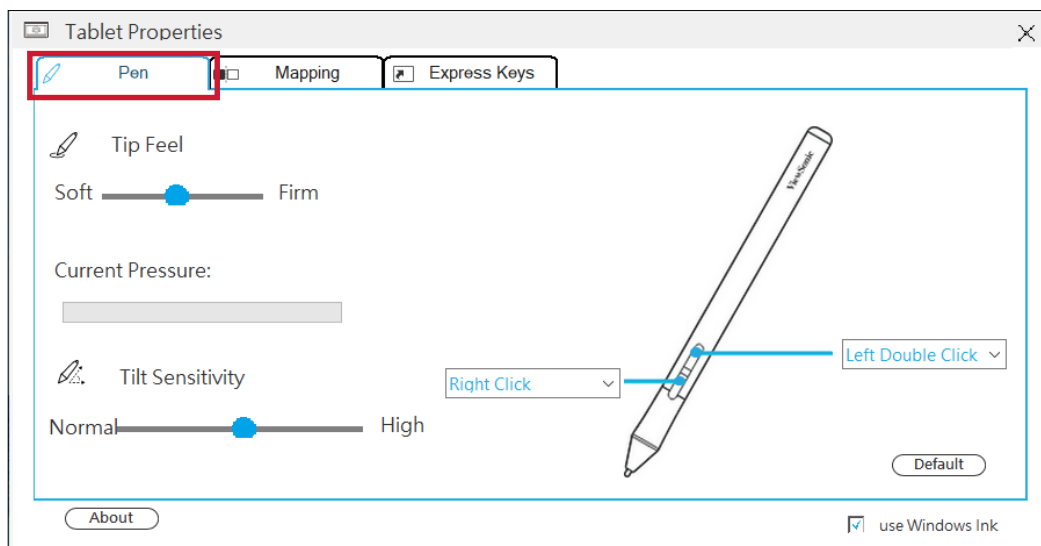 Tablet Properties
Pen
Mapping
Express Keys
Tip Feel
Soft
Firm
ViewSonic
Current Pressure:
Left Double Click
Tilt Sensitivity
Right Click
Normal
High
Default
About
use Windows Ink